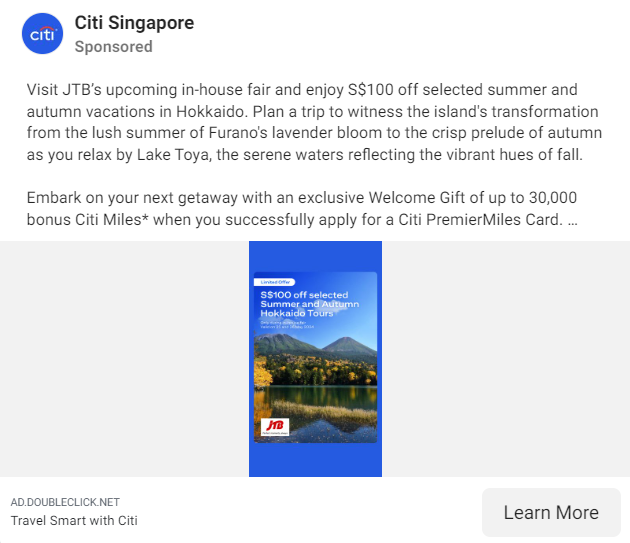 citi
Citi Singapore
Sponsored
Visit JTB’s upcoming in-house fair and enjoy S$100 off selected summer and
autumn vacations in Hokkaido. Plan a trip to witness the island's transformation
from the lush summer of Furano's lavender bloom to the crisp prelude of autumn
as you relax by Lake Toya, the serene waters reflecting the vibrant hues of fall.
Embark on your next getaway with an exclusive Welcome Gift of up to 30,000
bonus Citi Miles* when you successfully apply for a Citi PremierMiles Card. ...
Limited Offer
S$100 off selected
Summer and Autumn
Hokkaido Tours
JTB
AD.DOUBLECLICK.NET
Travel Smart with Citi
Learn More